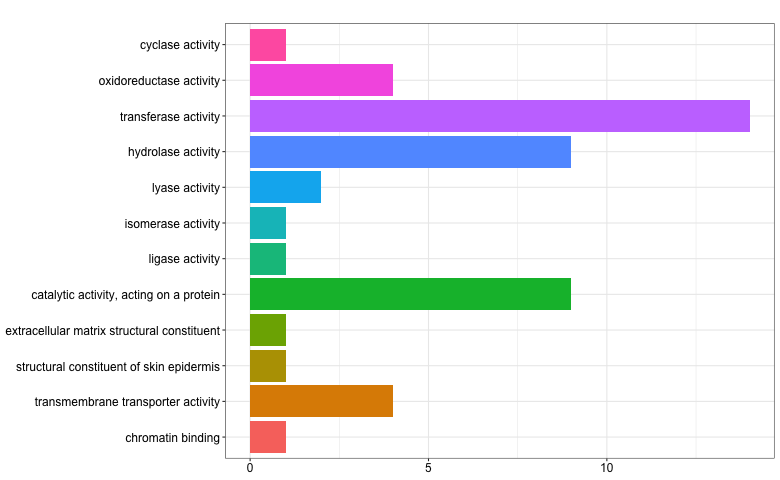 cyclase activity
oxidoreductase activity
transferase activity
hydrolase activity
lyase activity
isomerase activity
ligase activity
catalytic activity, acting on a protein
extracellular matrix structural constituent
structural constituent of skin epidermis
transmembrane transporter activity
chromatin binding
0 5 10